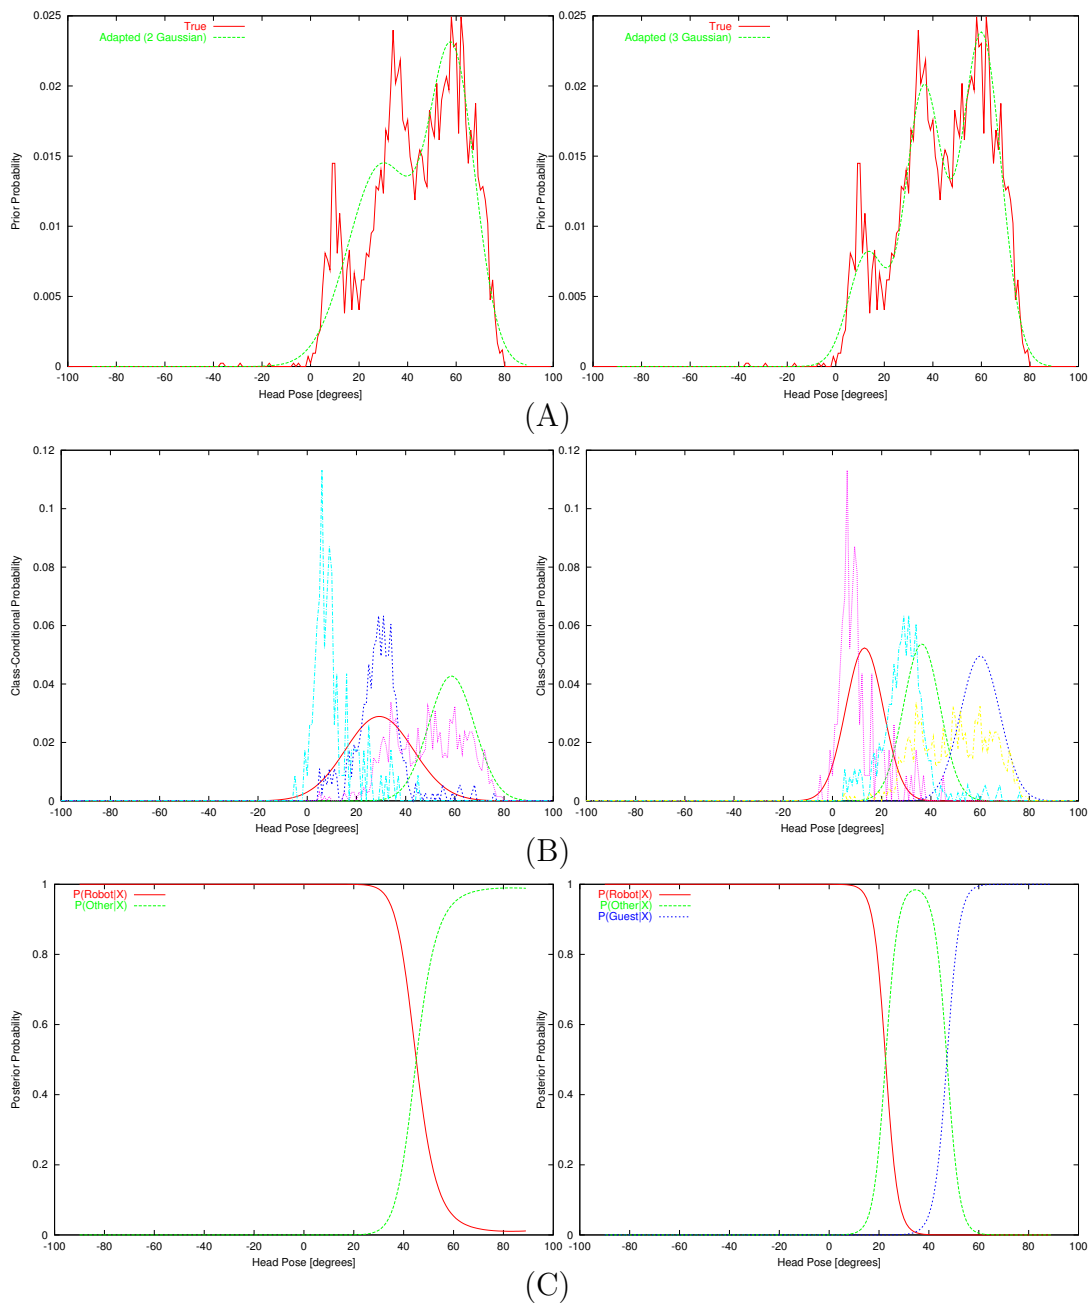 0.025
0.02
0.015
0.01
0.005
0
Prior Probability
True
Adapted (2 Gaussian)
-100 -80 -60 -40 -20 0 20 40 60 80 100
Head Pose [degrees]
0.025
0.02
0.015
0.01
0.005
0
Prior Probability
True
Adapted (3 Gaussian)
-100 -80 -60 -40 -20 0 20 40 60 80 100
Head Pose [degrees]
(A)
0.12
0.1
0.08
0.06
0.04
0.02
0
Class-Conditional Probability
-100 -80 -60 -40 -20 0 20 40 60 80 100
Head Pose [degrees]
0.12
0.1
0.08
0.06
0.04
0.02
0
Class-Conditional Probability
-100 -80 -60 -40 -20 0 20 40 60 80 100
Head Pose [degrees]
(B)
1
0.8
0.6
0.4
0.2
0
Posterior Probability
P(Robot|X)
P(Other|X)
-100 -80 -60 -40 -20 0 20 40 60 80 100
Head Pose [degrees]
1
0.8
0.6
0.4
0.2
0
Posterior Probability
P(Robot|X)
P(Other|X)
P(Guest|X)
-100 -80 -60 -40 -20 0 20 40 60 80 100
Head Pose [degrees]
(C)